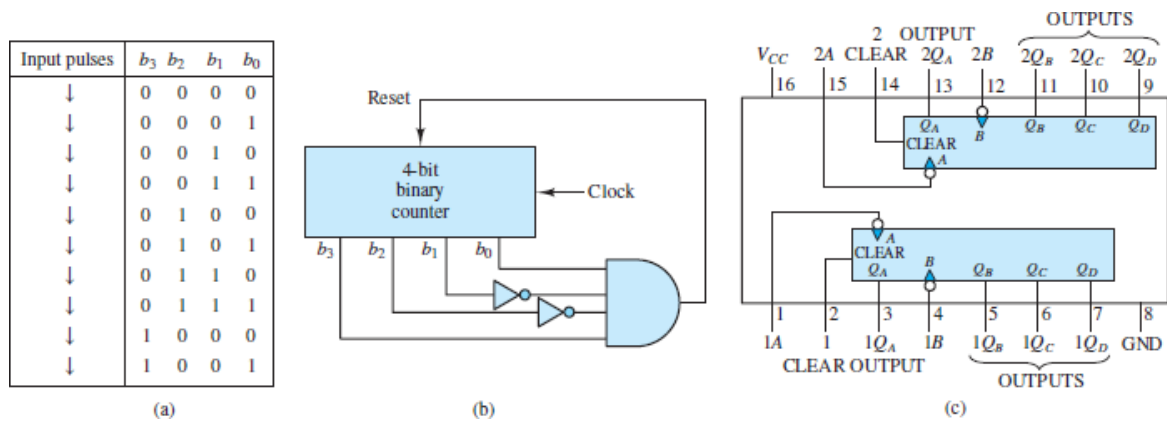 Input pulses b3 b2 b1 b0
↓ 0 0 0 0
↓ 0 0 0 1
↓ 0 0 1 0
↓ 0 0 1 1
↓ 0 1 0 0
↓ 0 1 0 1
↓ 0 1 1 0
↓ 0 1 1 1
↓ 1 0 0 0
↓ 1 0 0 1
(a)
Reset
4-bit
binary
counter
Clock
b3 b2 b1 b0
(b)
OUTPUTS
2 OUTPUT
VCC 2A CLEAR 2QA 2B 2QB 2QC 2QD
16 15 14 13 12 11 10 9
QA B QB QC QD
CLEAR
A
A
CLEAR
QA B QB QC QD
1 2 3 4 5 6 7 8
1A 1 1QA 1B 1QB 1QC 1QD GND
CLEAR OUTPUT
OUTPUTS
(c)